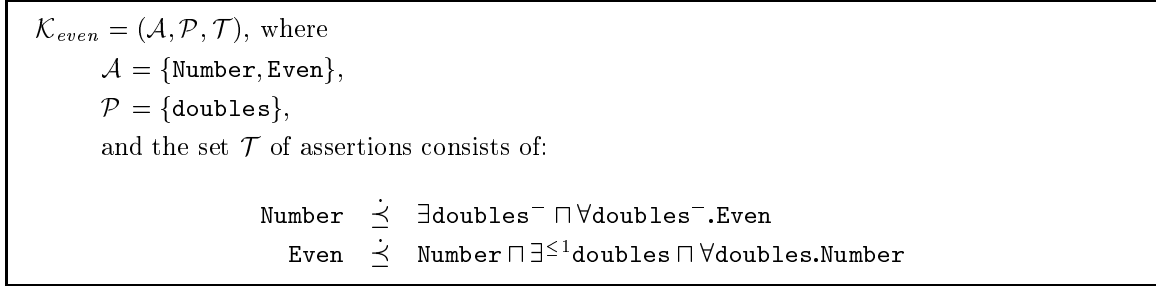 𝒦even = (𝒜, 𝒫, 𝒯), where
𝒜 = {Number, Even},
𝒫 = {doubles},
and the set 𝒯 of assertions consists of:
Number ⪯̇ ∃doubles⁻ ⊓ ∀doubles⁻.Even
Even ⪯̇ Number ⊓ ∃≤¹doubles ⊓ ∀doubles.Number